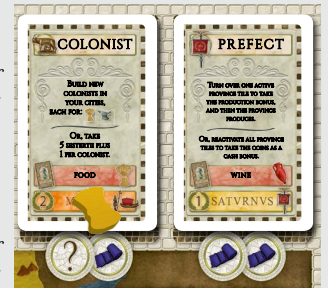 COLONIST
BUILD NEW
COLONISTS IN
YOUR CITIES,
EACH FOR:
OR, TAKE
5 SESTERTII PLUS
1 PER COLONIST.
FOOD
2
?
PREFECT
TURN OVER ONE ACTIVE
PROVINCE TILE TO TAKE
THE PRODUCTION BONUS,
AND THEN THE PROVINCE
PRODUCES.
OR, REACTIVATE ALL PROVINCE
TILES TO TAKE THE COINS AS A
CASH BONUS.
WINE
1 SATVRNVS